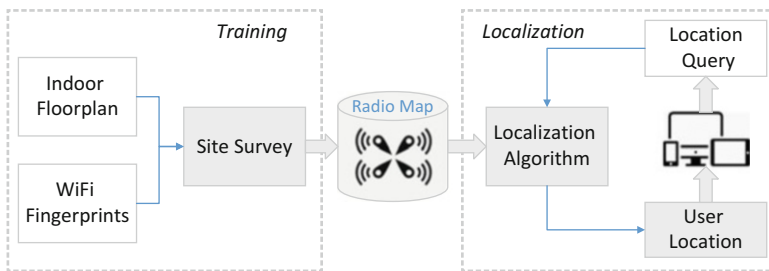 Training
Indoor
Floorplan
WiFi
Fingerprints
Site Survey
Radio Map
Localization
Localization
Algorithm
Location
Query
User
Location